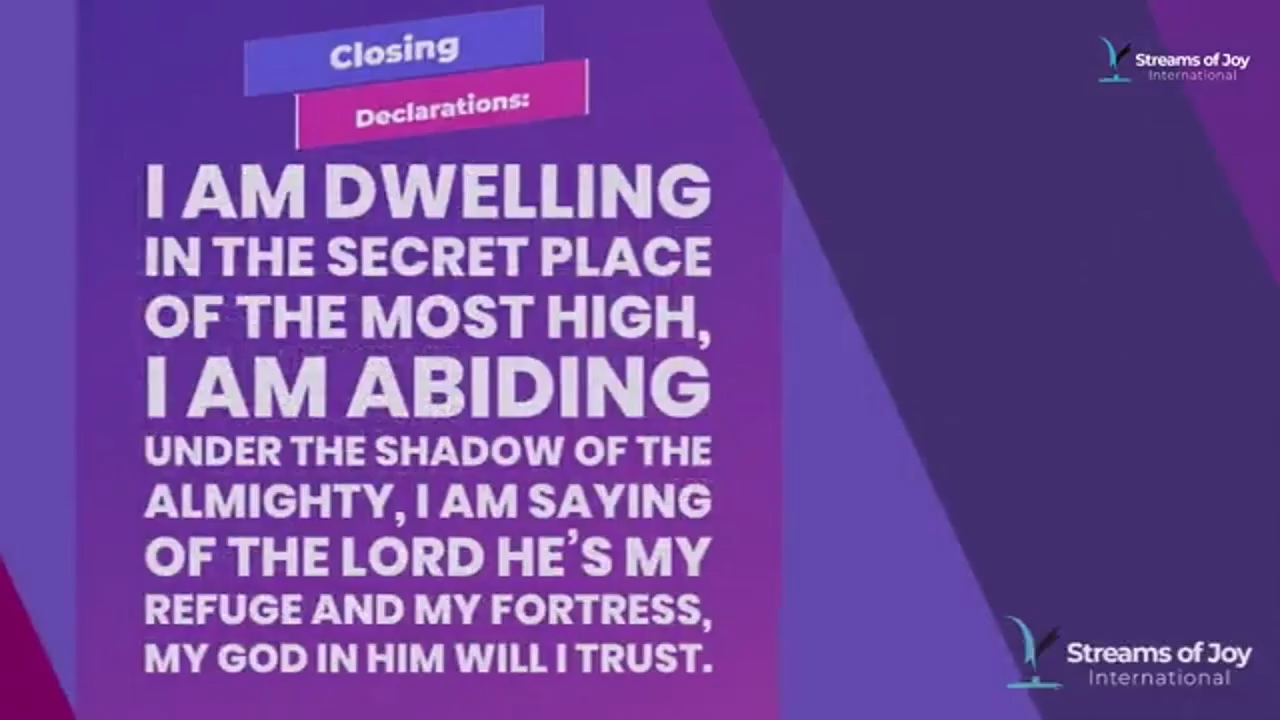 Closing
Declarations:
I AM DWELLING
IN THE SECRET PLACE
OF THE MOST HIGH,
I AM ABIDING
UNDER THE SHADOW OF THE
ALMIGHTY, I AM SAYING
OF THE LORD HE’S MY
REFUGE AND MY FORTRESS,
MY GOD IN HIM WILL I TRUST.
Streams of Joy
International
Streams of Joy
International